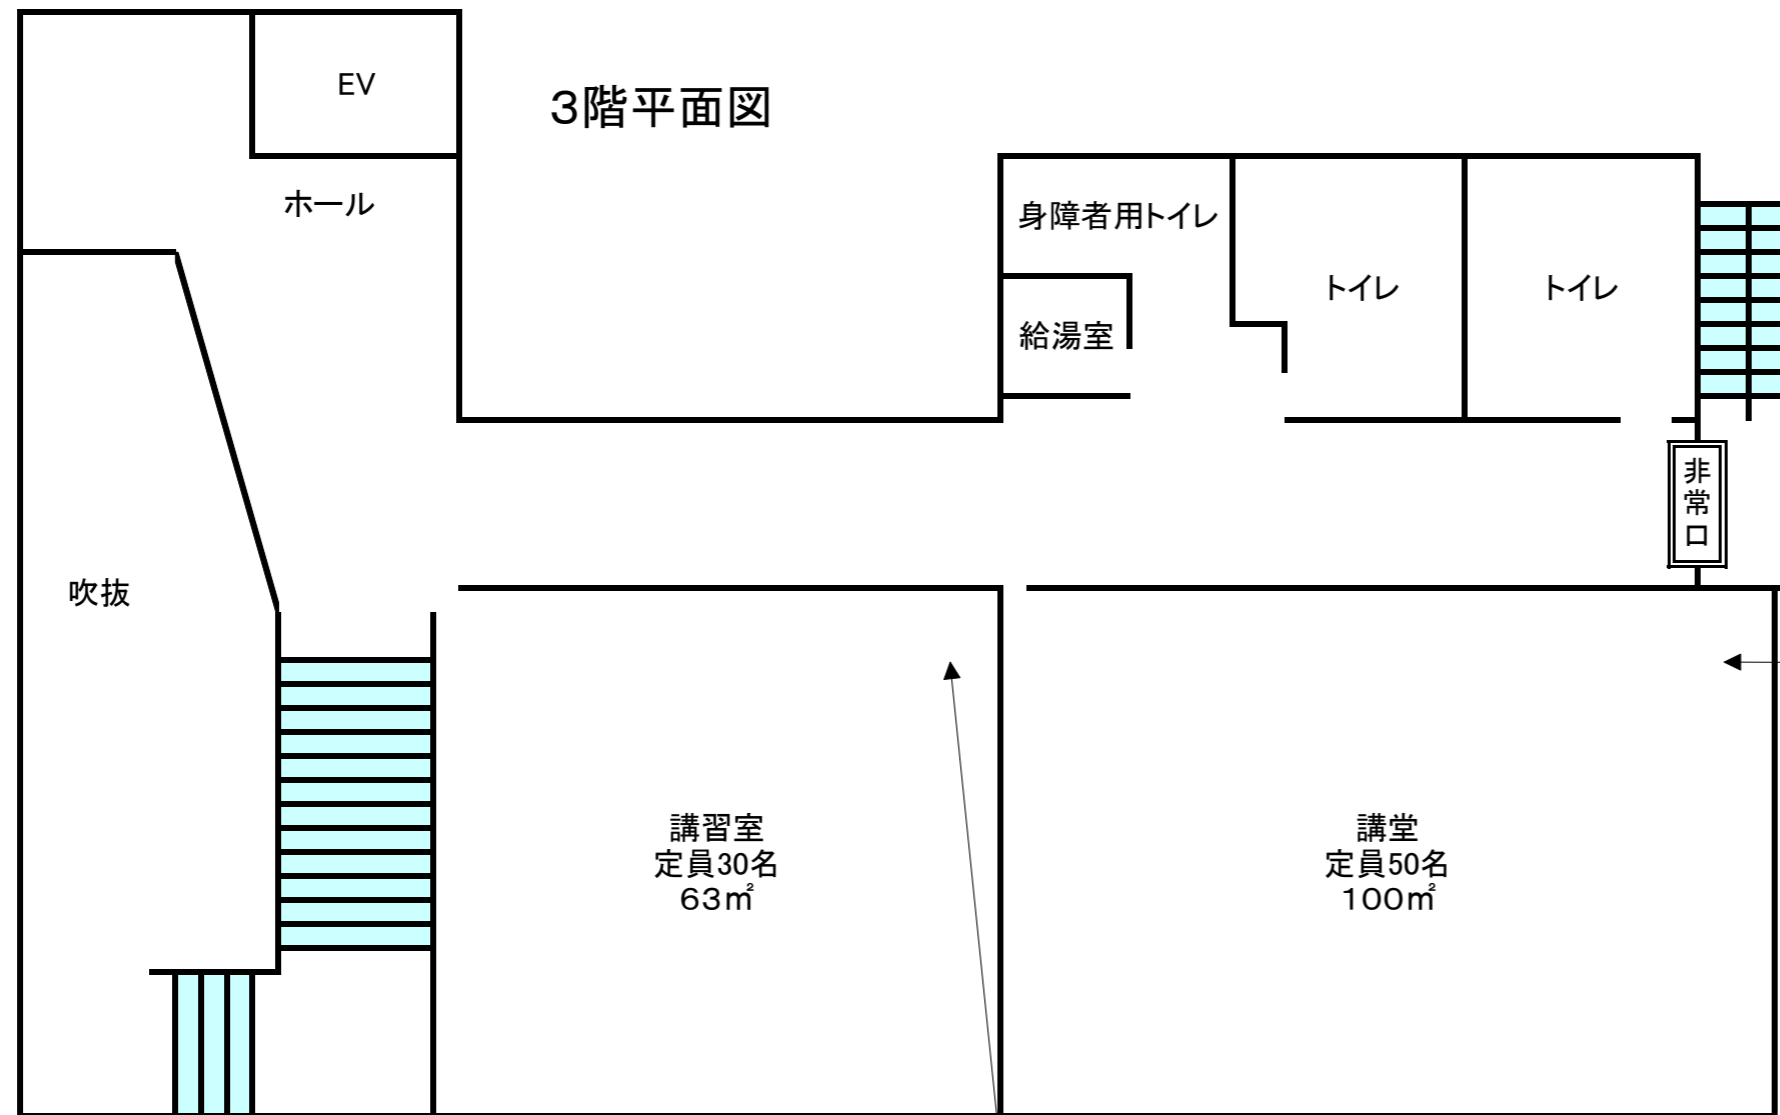 EV
3階平面図
ホール
身障者用トイレ
トイレ
トイレ
給湯室
非常口
吹抜
講習室
定員30名
63㎡
講堂
定員50名
100㎡